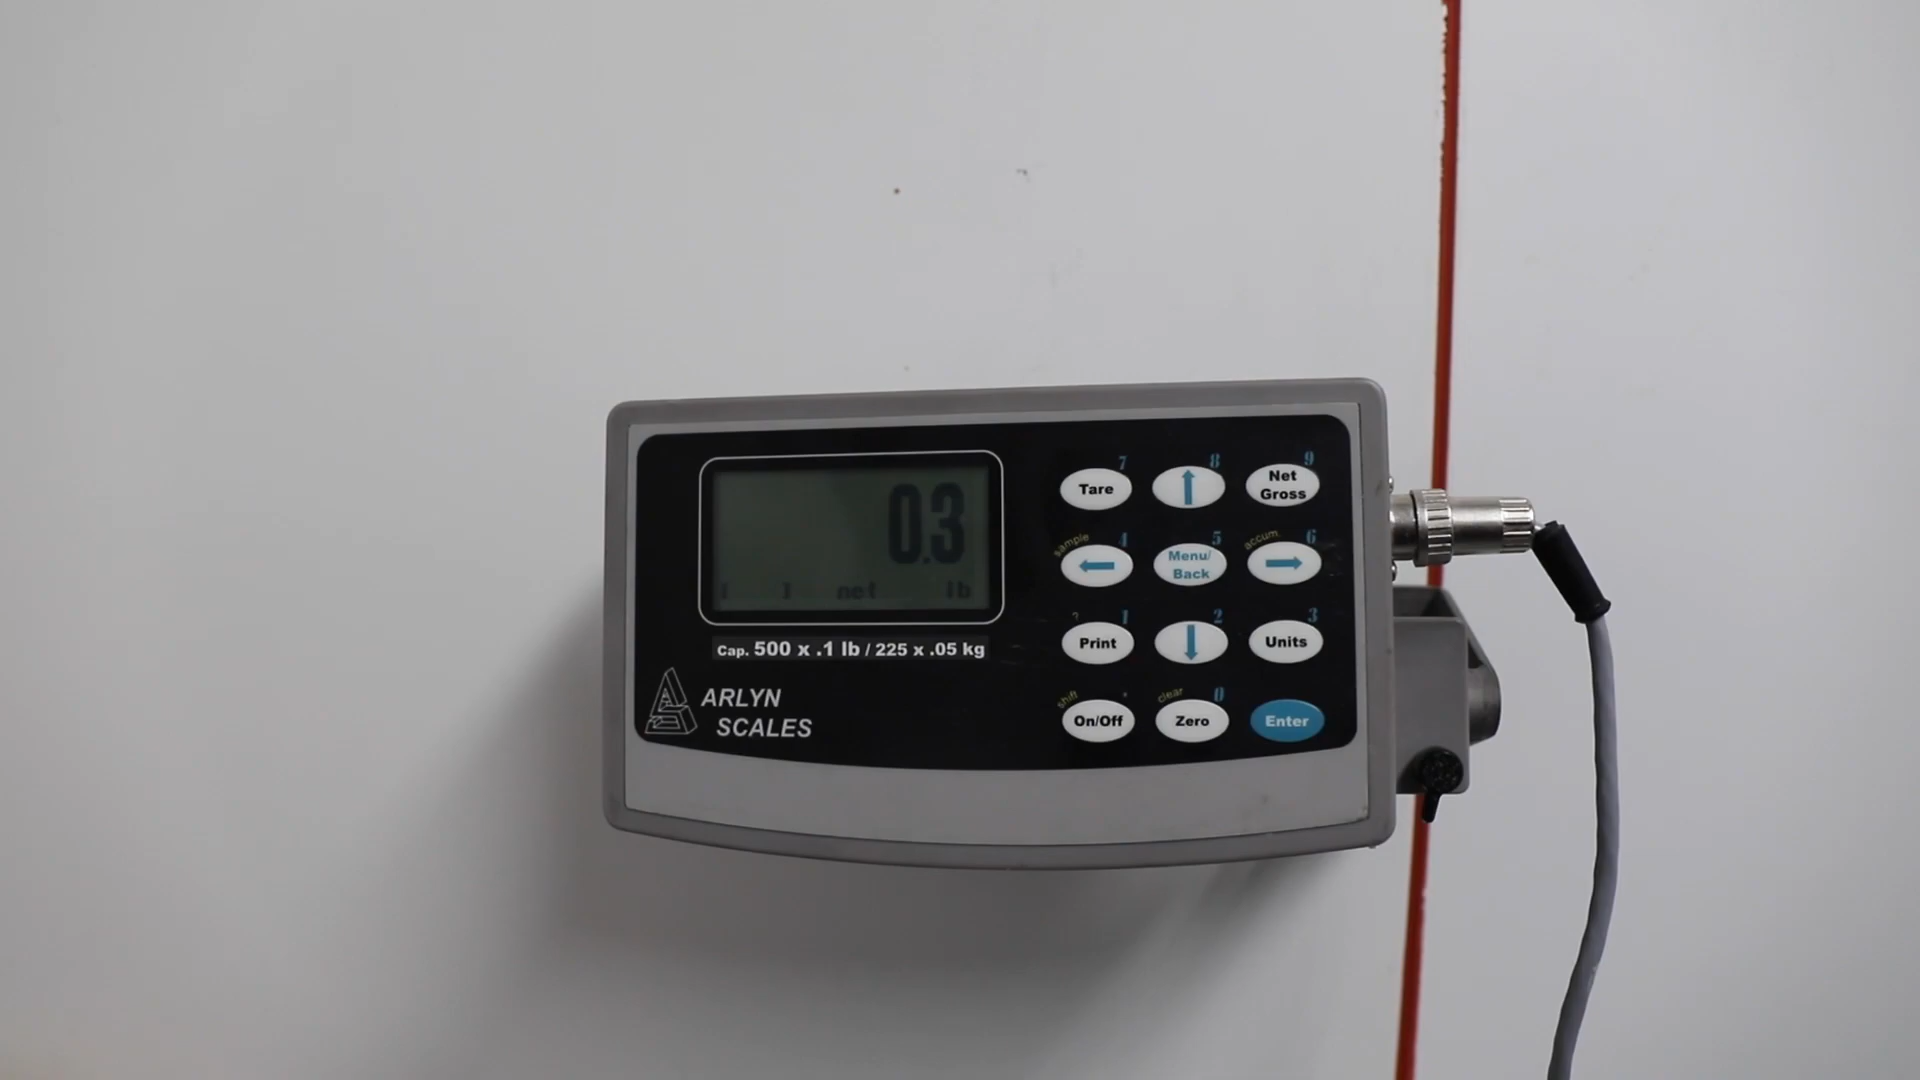 0.3
[ ] net lb
Cap. 500 x .1 lb / 225 x .05 kg
ARLYN
SCALES
7 8 9
Tare
Net
Gross
sample 4 5 accum. 6
Menu/
Back
? 1 2 3
Print
Units
shift * clear 0
On/Off
Zero
Enter